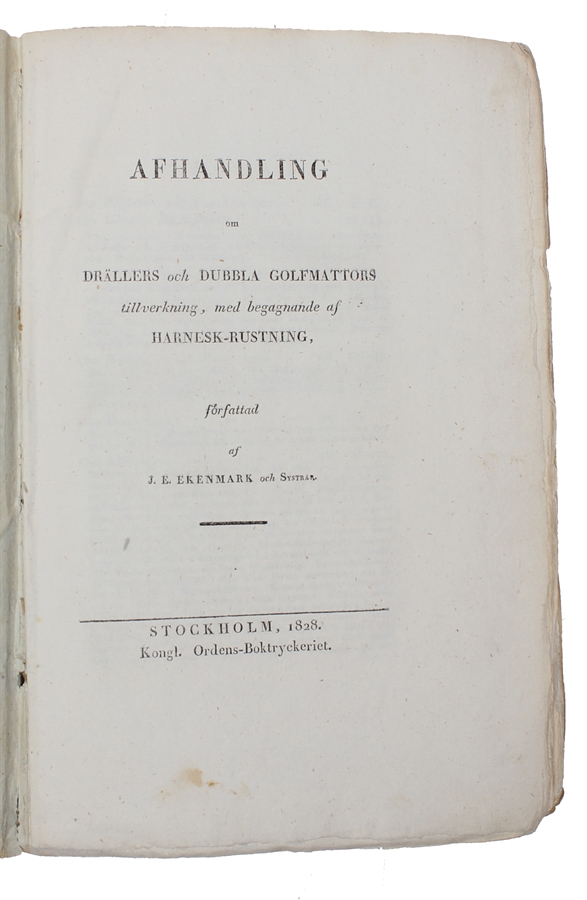 AFHANDLING
om
DRÄLLERS och DUBBLA GOLFMATTORS
tillverkning, med begagnande af
HARNESK-RUSTNING,
författad
af
J. E. EKENMARK och SYSTRAR.
STOCKHOLM, 1828.
Kongl. Ordens-Boktryckeriet.